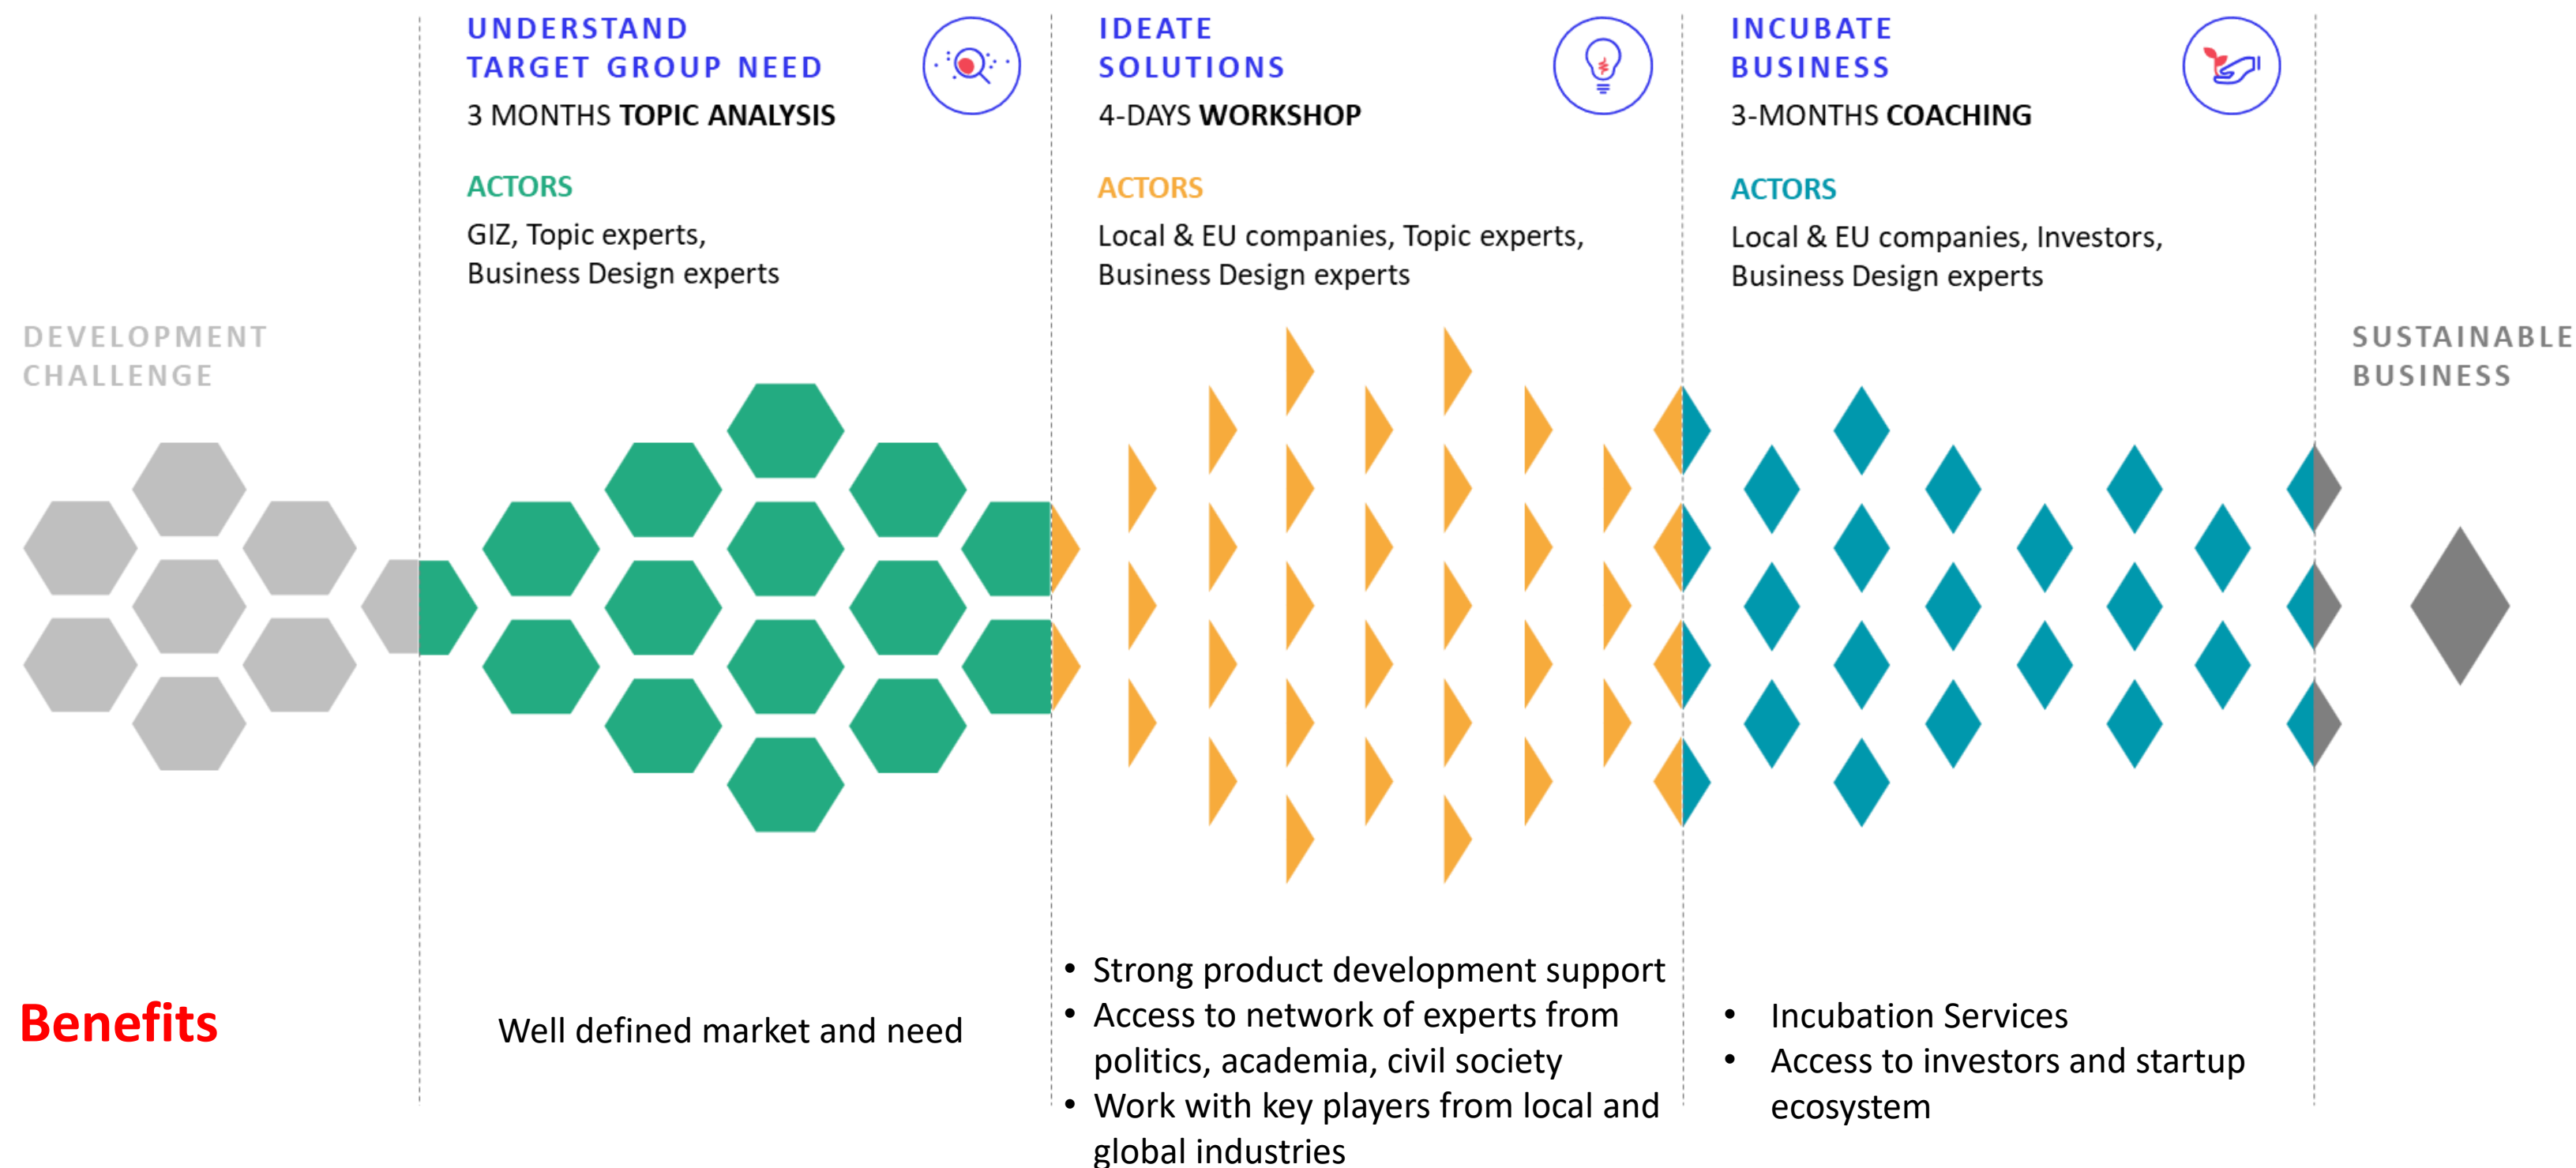 UNDERSTAND
TARGET GROUP NEED
3 MONTHS TOPIC ANALYSIS
ACTORS
GIZ, Topic experts,
Business Design experts
IDEATE
SOLUTIONS
4-DAYS WORKSHOP
ACTORS
Local & EU companies, Topic experts,
Business Design experts
INCUBATE
BUSINESS
3-MONTHS COACHING
ACTORS
Local & EU companies, Investors,
Business Design experts
DEVELOPMENT
CHALLENGE
SUSTAINABLE
BUSINESS
Benefits
Well defined market and need
• Strong product development support
• Access to network of experts from
politics, academia, civil society
• Work with key players from local and
global industries
• Incubation Services
• Access to investors and startup
ecosystem